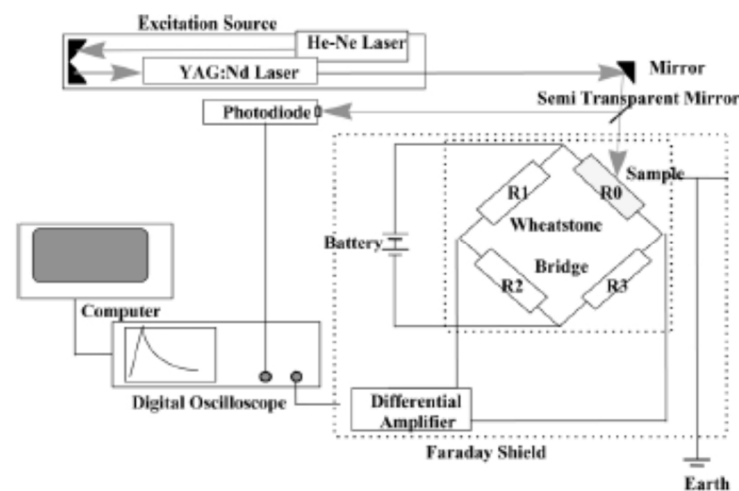 Excitation Source
He-Ne Laser
YAG:Nd Laser
Mirror
Semi Transparent Mirror
Photodiode
Sample
R1
R0
Wheatstone
Battery
Bridge
R2
R3
Computer
Digital Oscilloscope
Differential
Amplifier
Faraday Shield
Earth